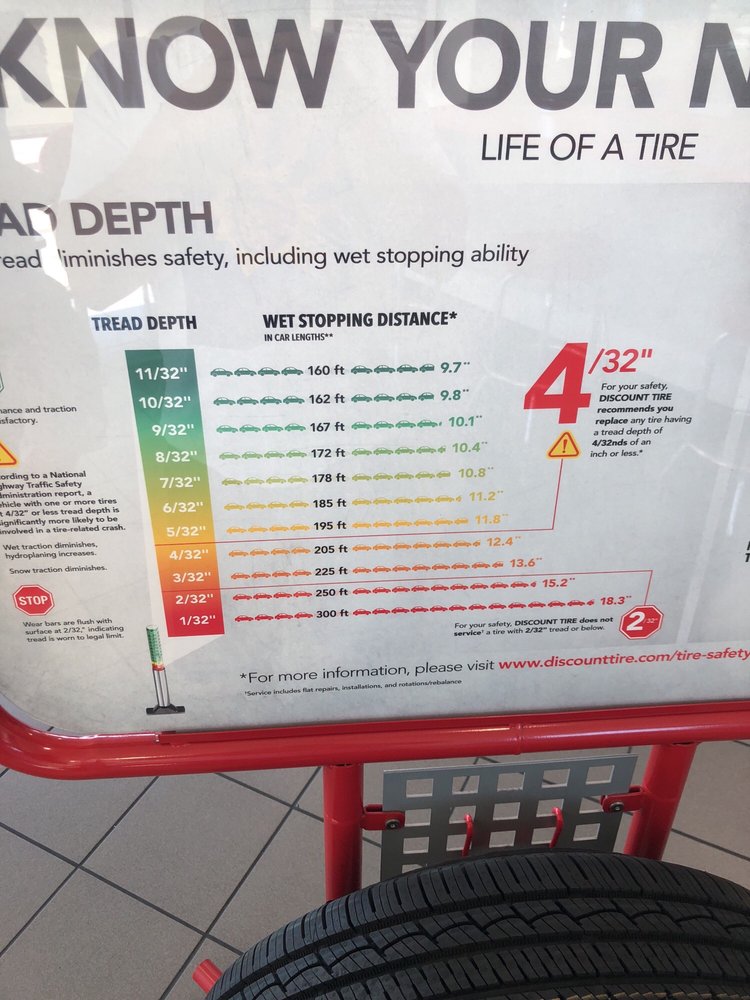 KNOW YOUR N
LIFE OF A TIRE
AD DEPTH
ead diminishes safety, including wet stopping ability
TREAD DEPTH
WET STOPPING DISTANCE*
IN CAR LENGTHS**
11/32" 160 ft 9.7**
10/32" 162 ft 9.8**
9/32" 167 ft 10.1**
8/32" 172 ft 10.4**
7/32" 178 ft 10.8**
6/32" 185 ft 11.2**
5/32" 195 ft 11.8**
4/32" 205 ft 12.4**
3/32" 225 ft 13.6**
2/32" 250 ft 15.2**
1/32" 300 ft 18.3**
4/32"
For your safety,
DISCOUNT TIRE
recommends you
replace any tire having
a tread depth of
4/32nds of an
inch or less.*
!
mance and traction
isfactory.
cording to a National
ghway Traffic Safety
dministration report, a
ehicle with one or more tires
t 4/32" or less tread depth is
significantly more likely to be
involved in a tire-related crash.
Wet traction diminishes,
hydroplaning increases.
Snow traction diminishes.
STOP
Wear bars are flush with
surface at 2/32," indicating
tread is worn to legal limit.
For your safety, DISCOUNT TIRE does not
service† a tire with 2/32" tread or below.
2/32"
*For more information, please visit www.discounttire.com/tire-safety
†Service includes flat repairs, installations, and rotations/rebalance